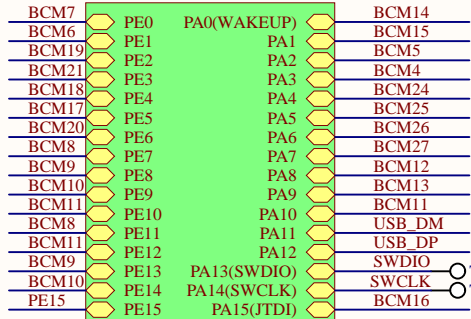 BCM7 PE0 PA0(WAKEUP) BCM14
BCM6 PE1 PA1 BCM15
BCM19 PE2 PA2 BCM5
BCM21 PE3 PA3 BCM4
BCM18 PE4 PA4 BCM24
BCM17 PE5 PA5 BCM25
BCM20 PE6 PA6 BCM26
BCM8 PE7 PA7 BCM27
BCM9 PE8 PA8 BCM12
BCM10 PE9 PA9 BCM13
BCM11 PE10 PA10 BCM11
BCM8 PE11 PA11 USB_DM
BCM11 PE12 PA12 USB_DP
BCM9 PE13 PA13(SWDIO) SWDIO
BCM10 PE14 PA14(SWCLK) SWCLK
PE15 PE15 PA15(JTDI) BCM16